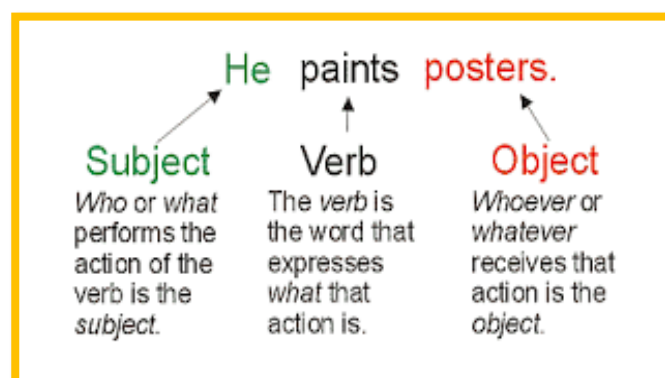 He paints posters.
Subject Verb Object
Who or what The verb is Whoever or
performs the the word that whatever
action of the expresses receives that
verb is the what that action is the
subject. action is. object.